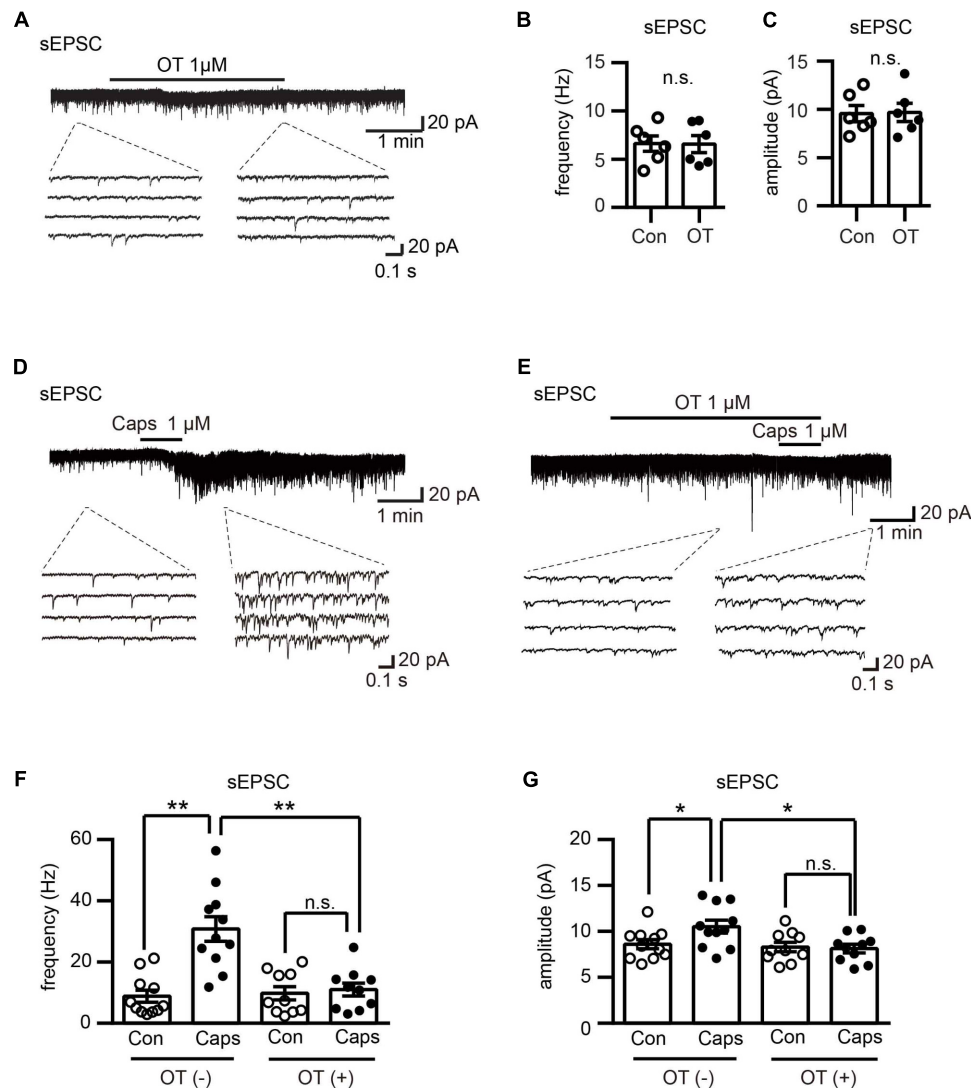 A
sEPSC
OT 1µM
20 pA
1 min
20 pA
0.1 s
B
sEPSC
n.s.
frequency (Hz)
15
10
5
0
Con OT
C
sEPSC
n.s.
amplitude (pA)
15
10
5
0
Con OT
D
sEPSC
Caps 1 µM
20 pA
1 min
20 pA
0.1 s
E
sEPSC
OT 1 µM
Caps 1 µM
20 pA
1 min
20 pA
0.1 s
F
sEPSC
** **
n.s.
frequency (Hz)
60
40
20
0
Con Caps Con Caps
OT (-) OT (+)
G
sEPSC
* *
n.s.
amplitude (pA)
20
15
10
5
0
Con Caps Con Caps
OT (-) OT (+)